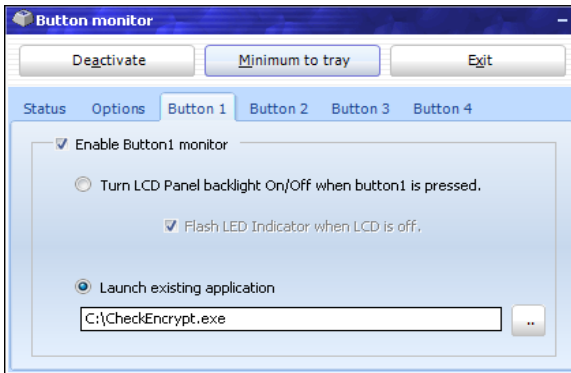 Button monitor
Deactivate Minimum to tray Exit
Status Options Button 1 Button 2 Button 3 Button 4
Enable Button1 monitor
Turn LCD Panel backlight On/Off when button1 is pressed.
Flash LED Indicator when LCD is off.
Launch existing application
C:\CheckEncrypt.exe ..